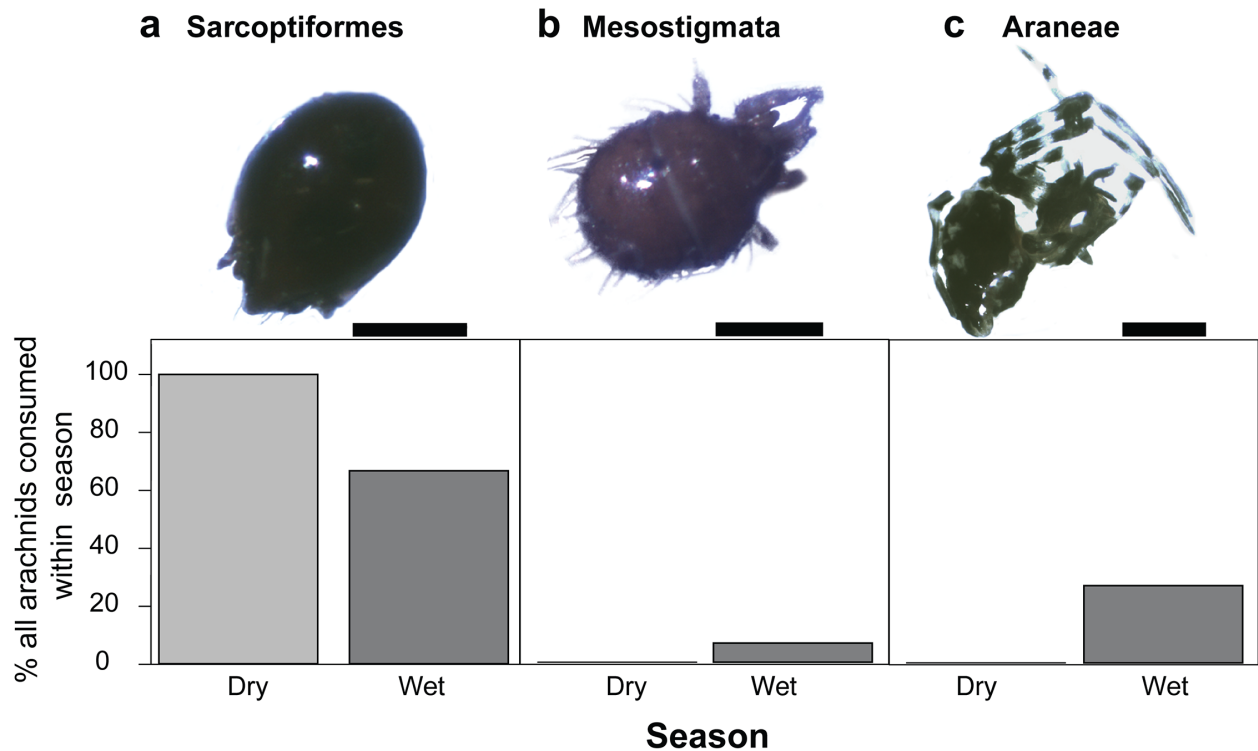 a Sarcoptiformes
b Mesostigmata
c Araneae
% all arachnids consumed
within season
100
80
60
40
20
0
Dry
Wet
Dry
Wet
Dry
Wet
Season